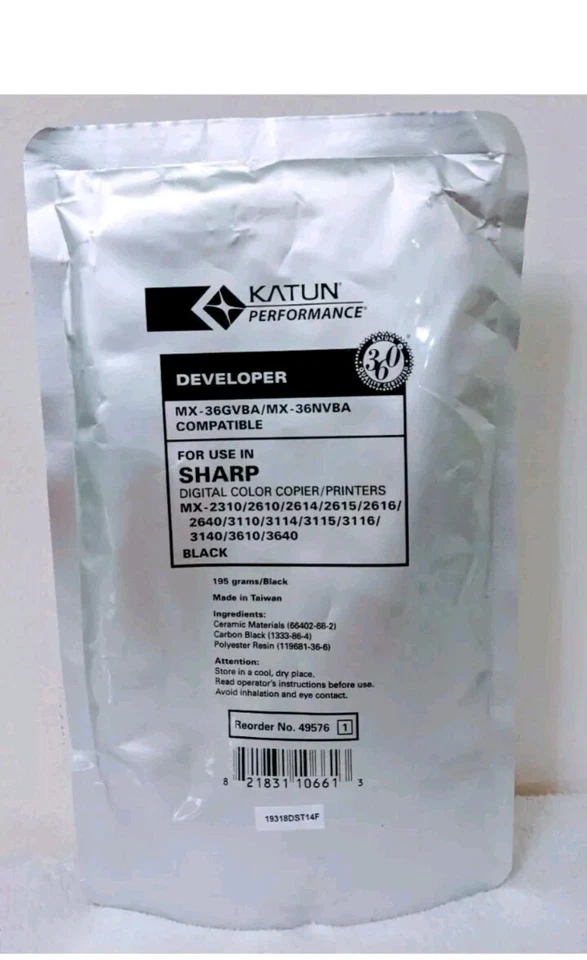 KATUN®
PERFORMANCE®
KATUN
360
QUALITY CERTIFIED
DEVELOPER
MX-36GVBA/MX-36NVBA
COMPATIBLE
FOR USE IN
SHARP
DIGITAL COLOR COPIER/PRINTERS
MX-2310/2610/2614/2615/2616/
2640/3110/3114/3115/3116/
3140/3610/3640
BLACK
195 grams/Black
Made in Taiwan
Ingredients:
Ceramic Materials (66402-68-2)
Carbon Black (1333-86-4)
Polyester Resin (119681-36-6)
Attention:
Store in a cool, dry place.
Read operator's instructions before use.
Avoid inhalation and eye contact.
Reorder No. 49576 1
8 21831 10661 3
19318DST14F